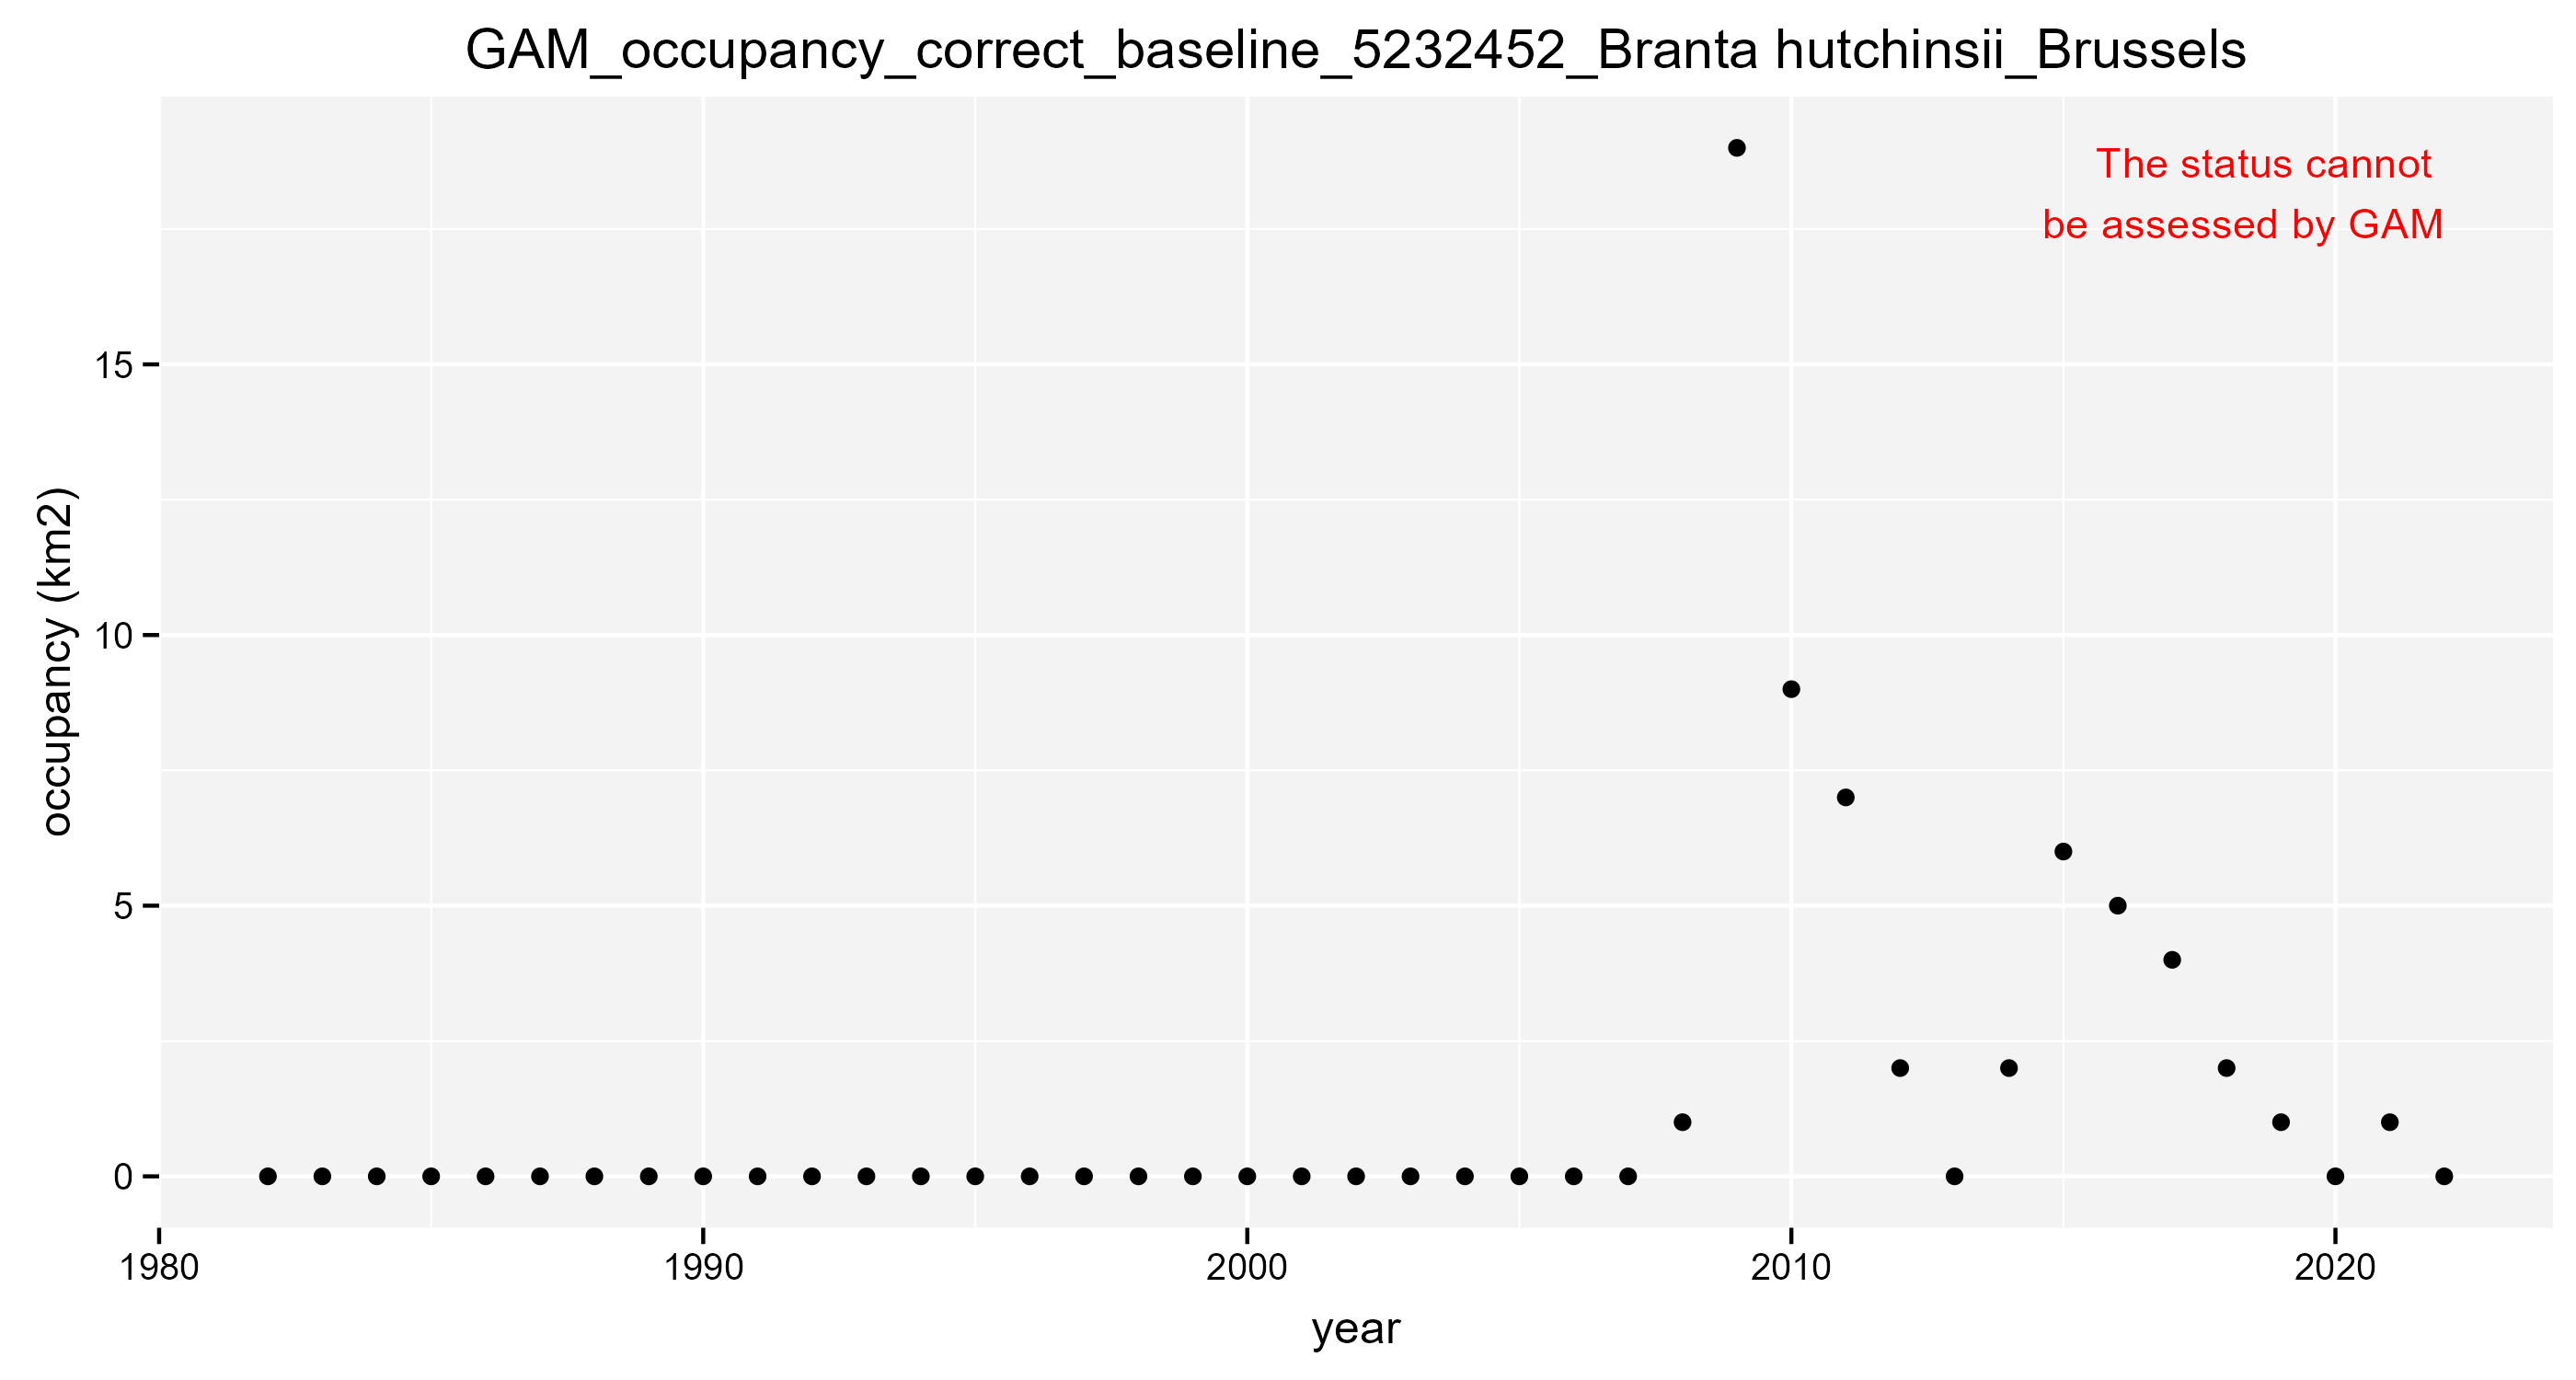 GAM_occupancy_correct_baseline_5232452_Branta hutchinsii_Brussels
The status cannot
be assessed by GAM
occupancy (km2)
15
10
5
0
1980 1990 2000 2010 2020
year